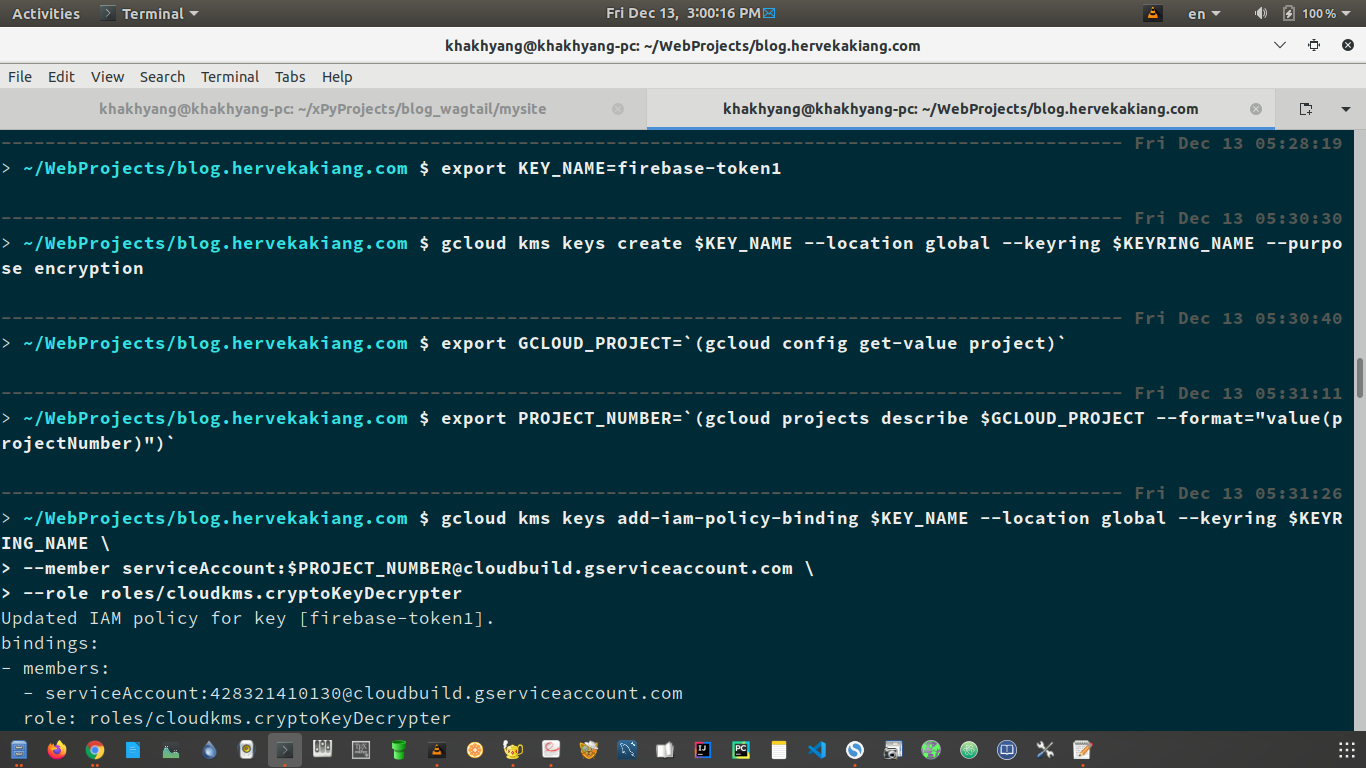 Activities Terminal Fri Dec 13, 3:00:16 PM en 100 %
khakhyang@khakhyang-pc: ~/WebProjects/blog.hervekakiang.com
File Edit View Search Terminal Tabs Help
khakhyang@khakhyang-pc: ~/xPyProjects/blog_wagtail/mysite khakhyang@khakhyang-pc: ~/WebProjects/blog.hervekakiang.com
------------------------------------------------------------------------------------------------------ Fri Dec 13 05:28:19
> ~/WebProjects/blog.hervekakiang.com $ export KEY_NAME=firebase-token1
------------------------------------------------------------------------------------------------------ Fri Dec 13 05:30:30
> ~/WebProjects/blog.hervekakiang.com $ gcloud kms keys create $KEY_NAME --location global --keyring $KEYRING_NAME --purpo
se encryption
------------------------------------------------------------------------------------------------------ Fri Dec 13 05:30:40
> ~/WebProjects/blog.hervekakiang.com $ export GCLOUD_PROJECT=`(gcloud config get-value project)`
------------------------------------------------------------------------------------------------------ Fri Dec 13 05:31:11
> ~/WebProjects/blog.hervekakiang.com $ export PROJECT_NUMBER=`(gcloud projects describe $GCLOUD_PROJECT --format="value(p
rojectNumber)")`
------------------------------------------------------------------------------------------------------ Fri Dec 13 05:31:26
> ~/WebProjects/blog.hervekakiang.com $ gcloud kms keys add-iam-policy-binding $KEY_NAME --location global --keyring $KEYR
ING_NAME \
> --member serviceAccount:$PROJECT_NUMBER@cloudbuild.gserviceaccount.com \
> --role roles/cloudkms.cryptoKeyDecrypter
Updated IAM policy for key [firebase-token1].
bindings:
- members:
  - serviceAccount:428321410130@cloudbuild.gserviceaccount.com
  role: roles/cloudkms.cryptoKeyDecrypter